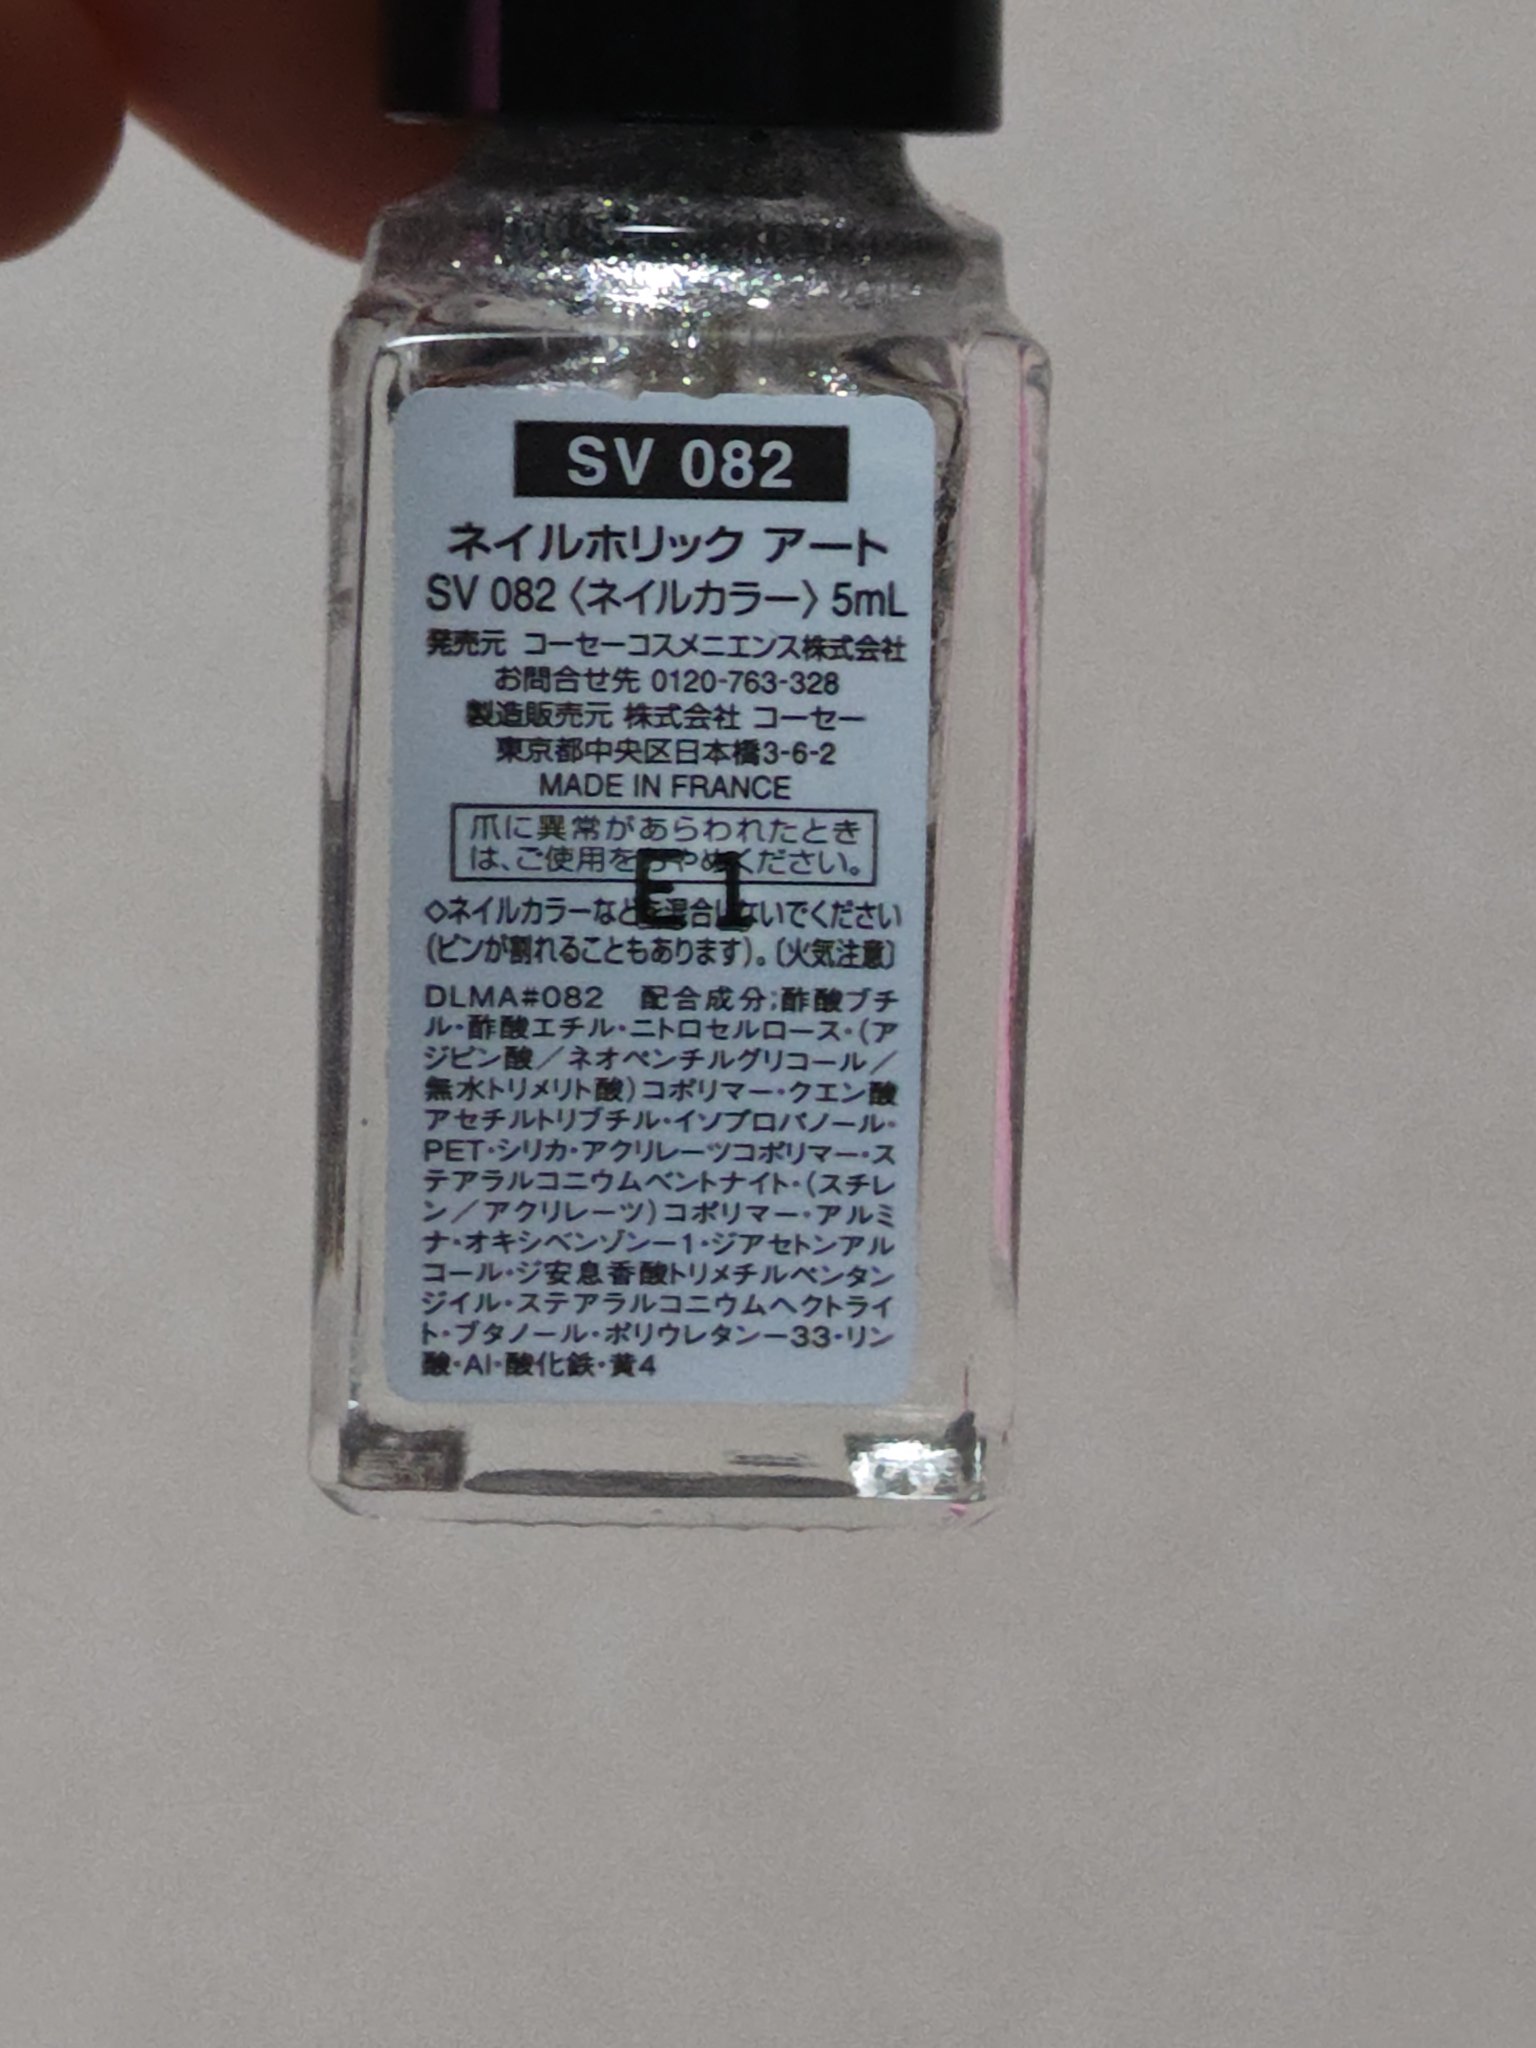 SV 082
ネイルホリック アート
SV 082〈ネイルカラー〉5mL
発売元 コーセーコスメニエンス株式会社
お問合せ先 0120-763-328
製造販売元 株式会社 コーセー
東京都中央区日本橋3-6-2
MADE IN FRANCE
爪に異常があらわれたとき
は、ご使用をおやめください。
E1
◇ネイルカラーなどを混合しないでください
(ビンが割れることもあります)。〔火気注意〕
DLMA#082 配合成分;酢酸ブチ
ル・酢酸エチル・ニトロセルロース・(ア
ジピン酸/ネオペンチルグリコール/
無水トリメリト酸)コポリマー・クエン酸
アセチルトリブチル・イソプロパノール・
PET・シリカ・アクリレーツコポリマー・ス
テアラルコニウムベントナイト・(スチレ
ン/アクリレーツ)コポリマー・アルミ
ナ・オキシベンゾン-1・ジアセトンアル
コール・ジ安息香酸トリメチルペンタン
ジイル・ステアラルコニウムヘクトライ
ト・ブタノール・ポリウレタン-33・リン
酸・Al・酸化鉄・黄4